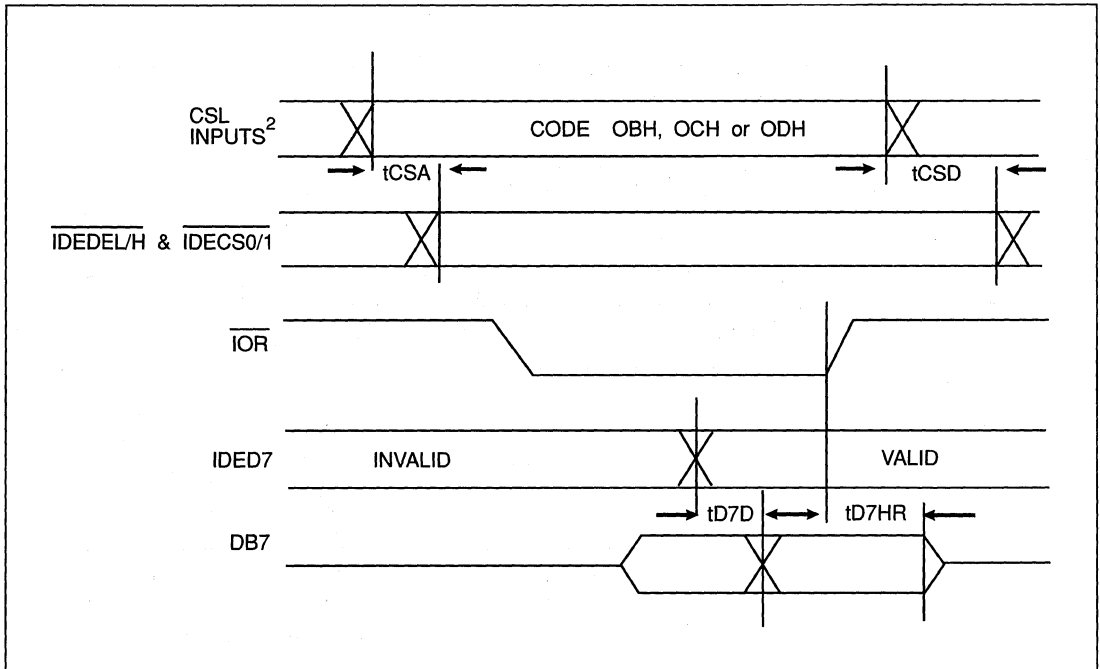 CSL
INPUTS²
CODE OBH, OCH or ODH
tCSA
tCSD
IDEDEL/H & IDECS0/1
IOR
IDED7
INVALID
VALID
tD7D
tD7HR
DB7